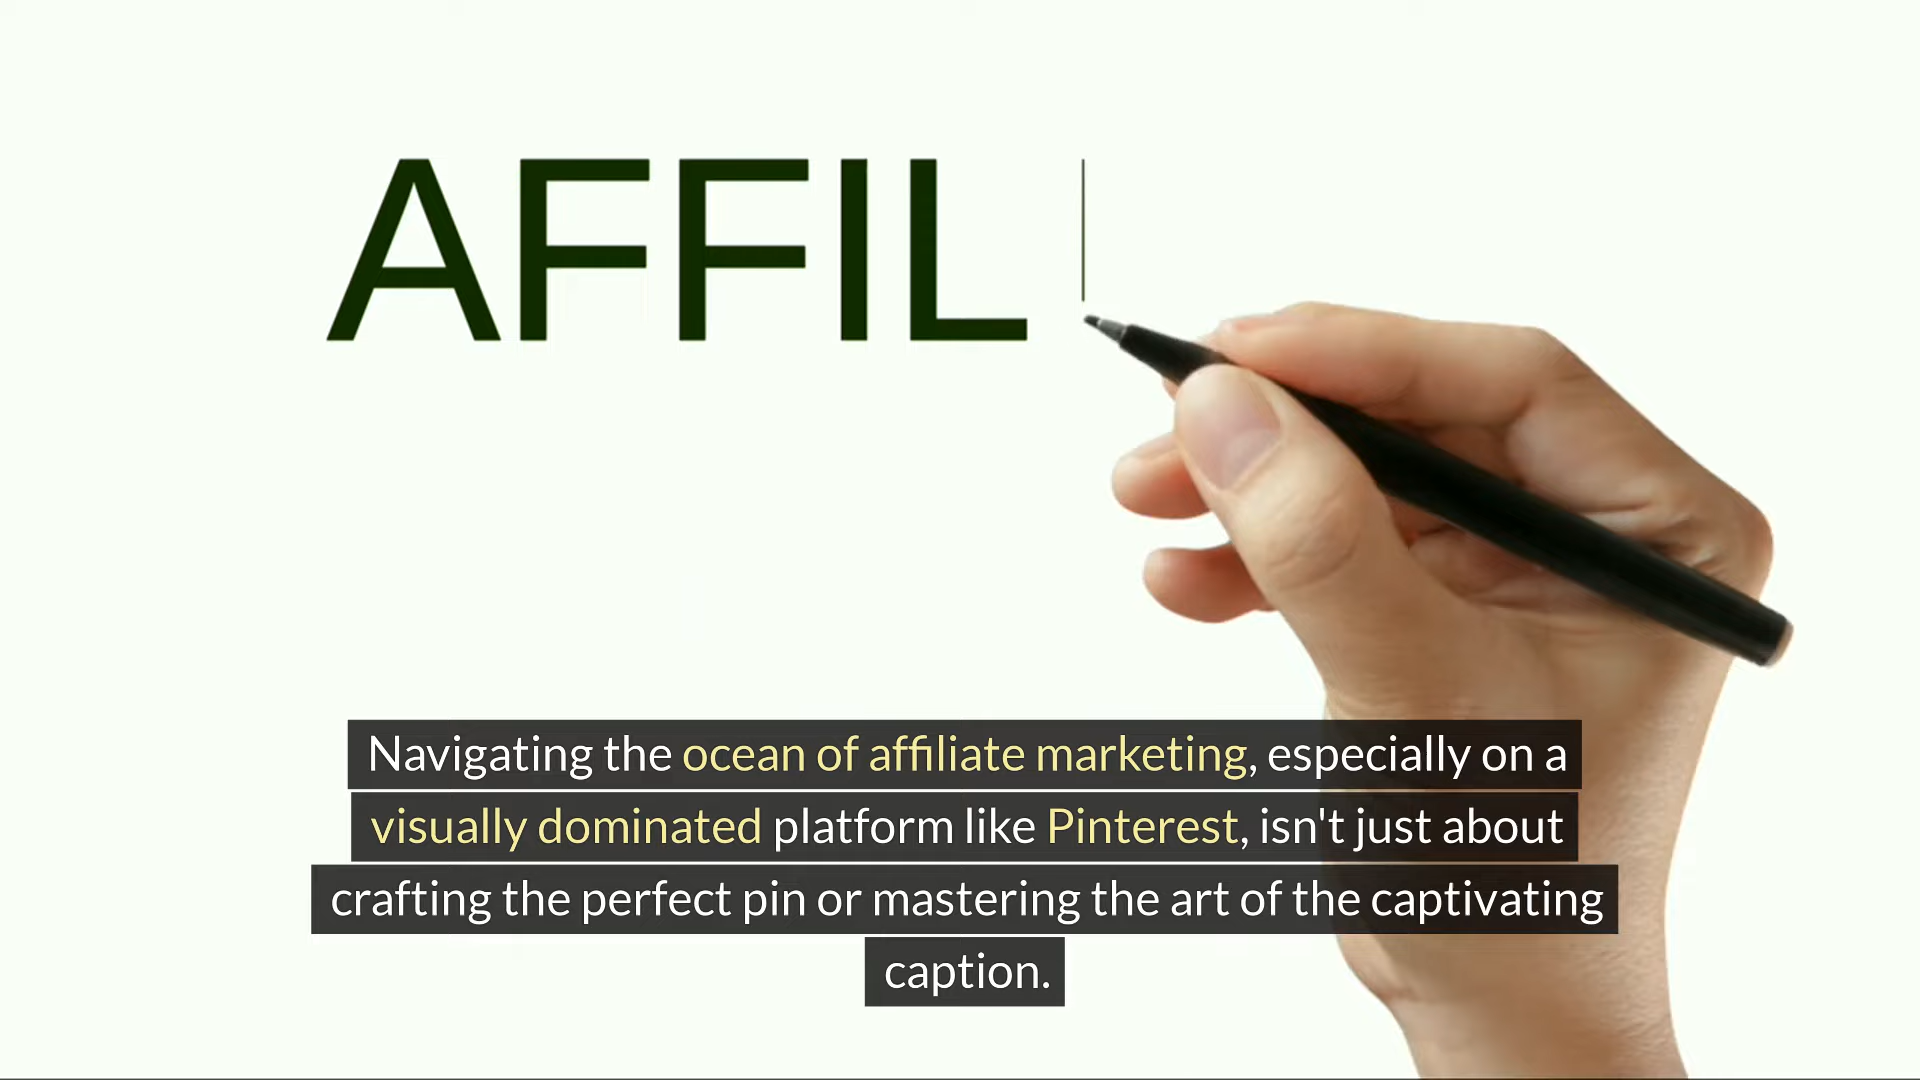 AFFIL
Navigating the ocean of affiliate marketing, especially on a
visually dominated platform like Pinterest, isn't just about
crafting the perfect pin or mastering the art of the captivating
caption.